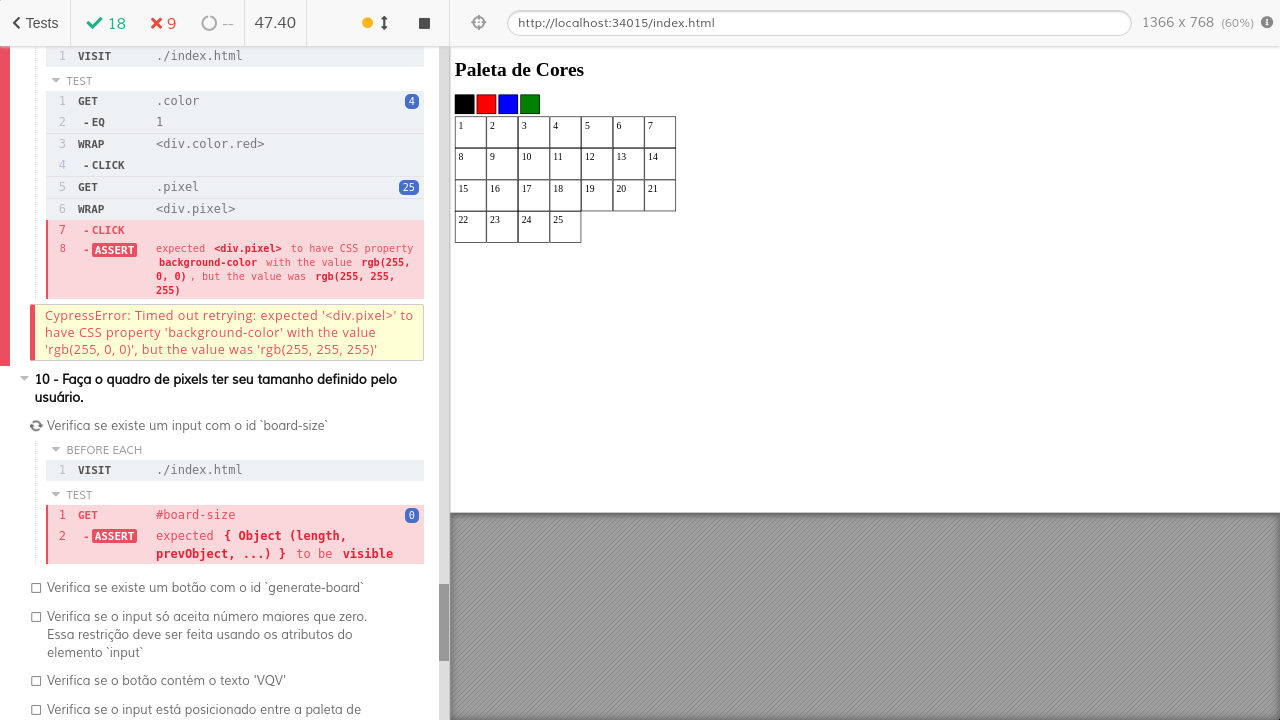 Tests 18 9 -- 47.40
http://localhost:34015/index.html 1366 x 768 (60%)
1 VISIT ./index.html
TEST
1 GET .color 4
2 - EQ 1
3 WRAP <div.color.red>
4 - CLICK
5 GET .pixel 25
6 WRAP <div.pixel>
7 - CLICK
8 - ASSERT expected <div.pixel> to have CSS property
background-color with the value rgb(255,
0, 0) , but the value was rgb(255, 255,
255)
CypressError: Timed out retrying: expected '<div.pixel>' to
have CSS property 'background-color' with the value
'rgb(255, 0, 0)', but the value was 'rgb(255, 255, 255)'
10 - Faça o quadro de pixels ter seu tamanho definido pelo
usuário.
Verifica se existe um input com o id `board-size`
BEFORE EACH
1 VISIT ./index.html
TEST
1 GET #board-size 0
2 - ASSERT expected { Object (length,
prevObject, ...) } to be visible
Verifica se existe um botão com o id `generate-board`
Verifica se o input só aceita número maiores que zero.
Essa restrição deve ser feita usando os atributos do
elemento `input`
Verifica se o botão contém o texto 'VQV'
Verifica se o input está posicionado entre a paleta de
Paleta de Cores
1 2 3 4 5 6 7
8 9 10 11 12 13 14
15 16 17 18 19 20 21
22 23 24 25